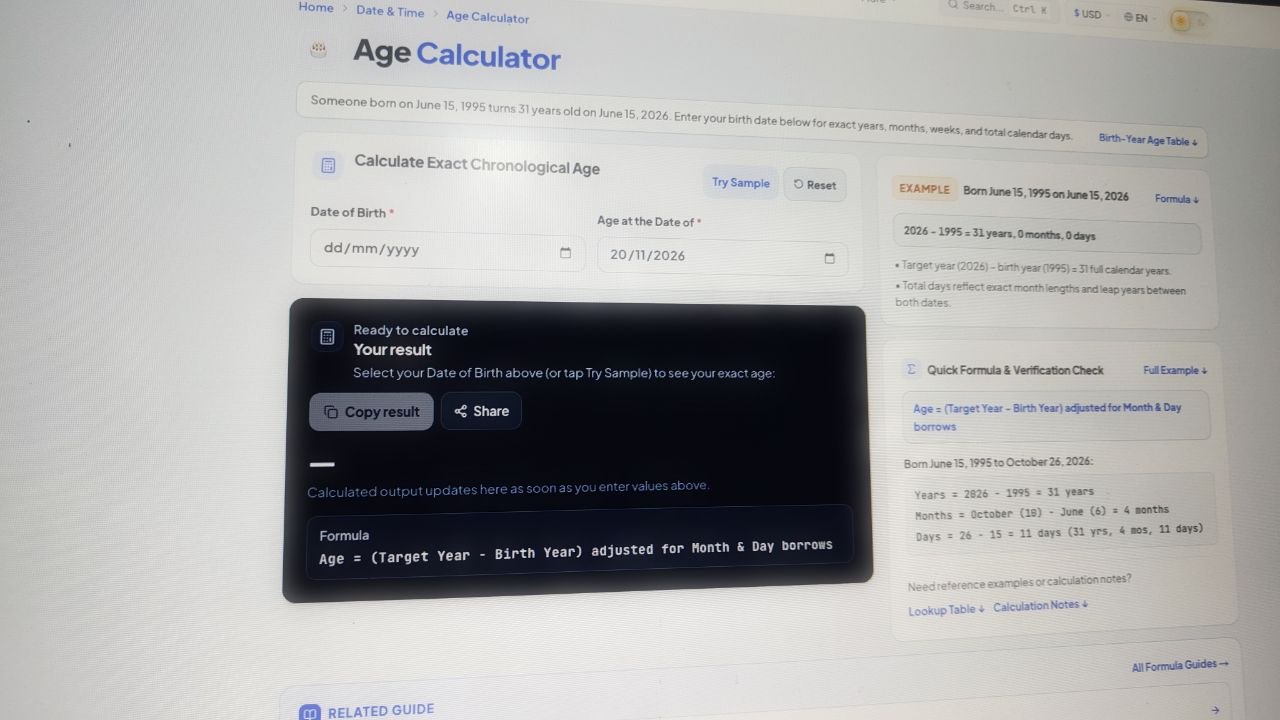 Home > Date & Time > Age Calculator
Search... Ctrl K
$ USD
EN
Age Calculator
Someone born on June 15, 1995 turns 31 years old on June 15, 2026. Enter your birth date below for exact years, months, weeks, and total calendar days.
Birth-Year Age Table ↓
Calculate Exact Chronological Age
Try Sample
Reset
Date of Birth *
Age at the Date of *
dd/mm/yyyy
20/11/2026
Ready to calculate
Your result
Select your Date of Birth above (or tap Try Sample) to see your exact age:
Copy result
Share
—
Calculated output updates here as soon as you enter values above.
Formula
Age = (Target Year - Birth Year) adjusted for Month & Day borrows
EXAMPLE
Born June 15, 1995 on June 15, 2026
Formula ↓
2026 - 1995 = 31 years, 0 months, 0 days
• Target year (2026) - birth year (1995) = 31 full calendar years.
• Total days reflect exact month lengths and leap years between
both dates.
Σ
Quick Formula & Verification Check
Full Example ↓
Age = (Target Year - Birth Year) adjusted for Month & Day
borrows
Born June 15, 1995 to October 26, 2026:
Years = 2026 - 1995 = 31 years
Months = October (10) - June (6) = 4 months
Days = 26 - 15 = 11 days (31 yrs, 4 mos, 11 days)
Need reference examples or calculation notes?
Lookup Table ↓ Calculation Notes ↓
All Formula Guides →
RELATED GUIDE
→